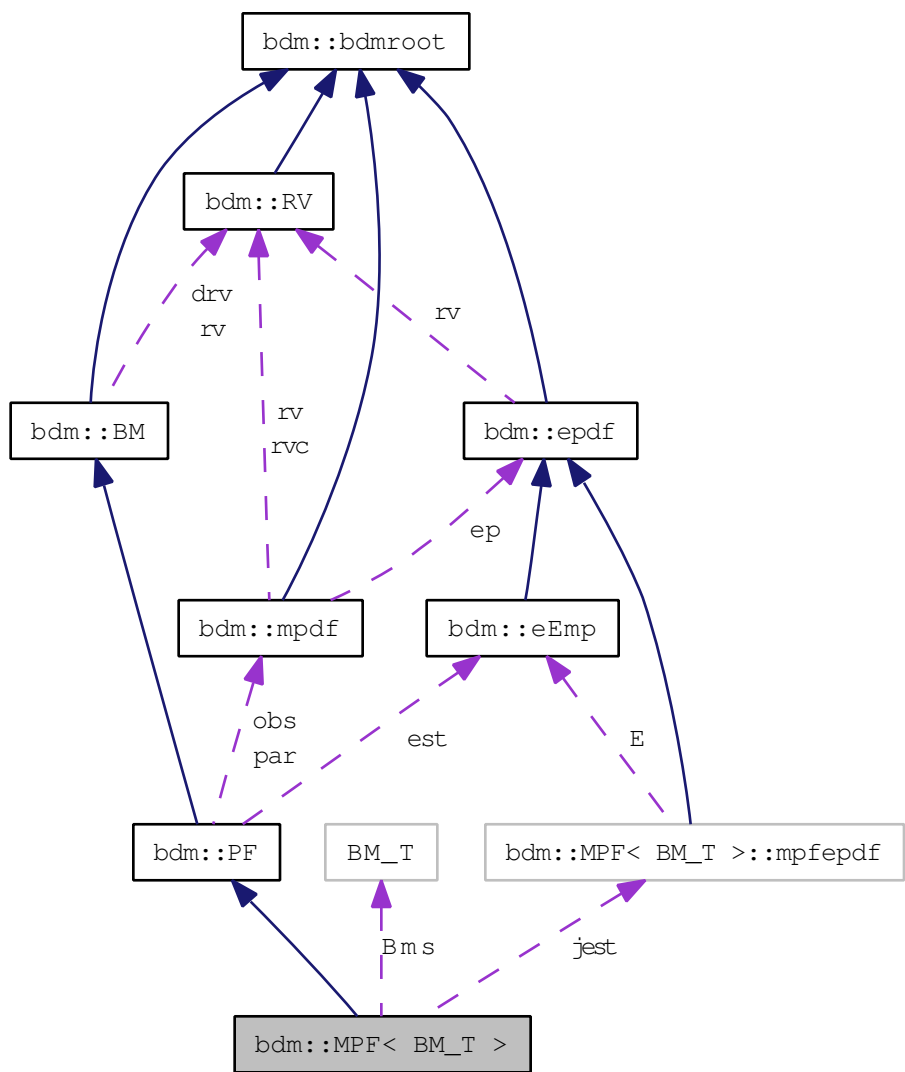 bdm::bdmroot
bdm::RV
drv
rv
rv
bdm::BM
rv
rvc
bdm::epdf
ep
bdm::mpdf
bdm::eEmp
obs
par
est
E
bdm::PF
BM_T
bdm::MPF< BM_T >::mpfepdf
Bms
jest
bdm::MPF< BM_T >